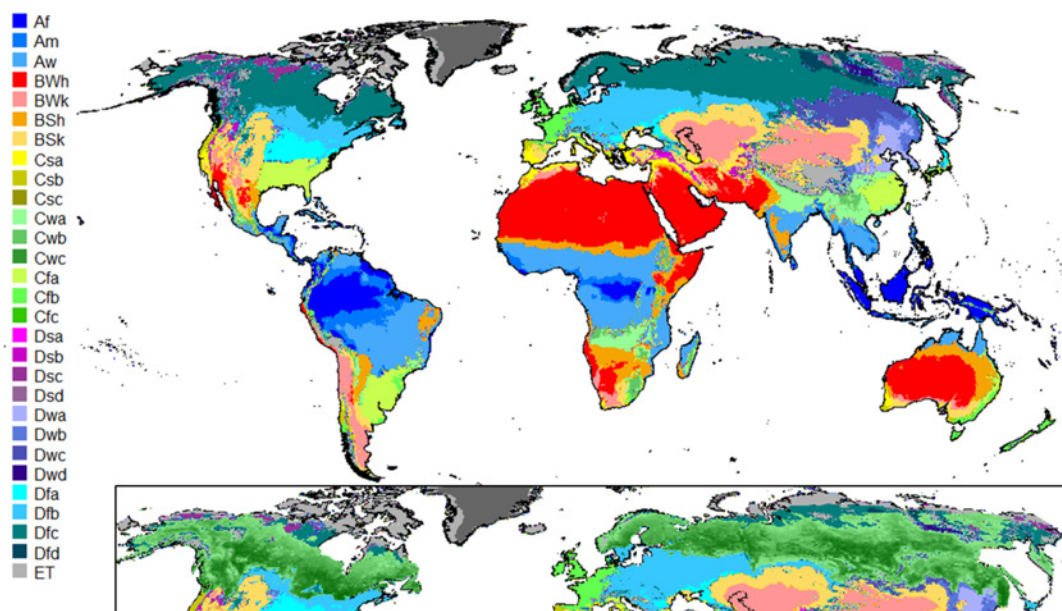 Af
Am
Aw
BWh
BWk
BSh
BSk
Csa
Csb
Csc
Cwa
Cwb
Cwc
Cfa
Cfb
Cfc
Dsa
Dsb
Dsc
Dsd
Dwa
Dwb
Dwc
Dwd
Dfa
Dfb
Dfc
Dfd
ET